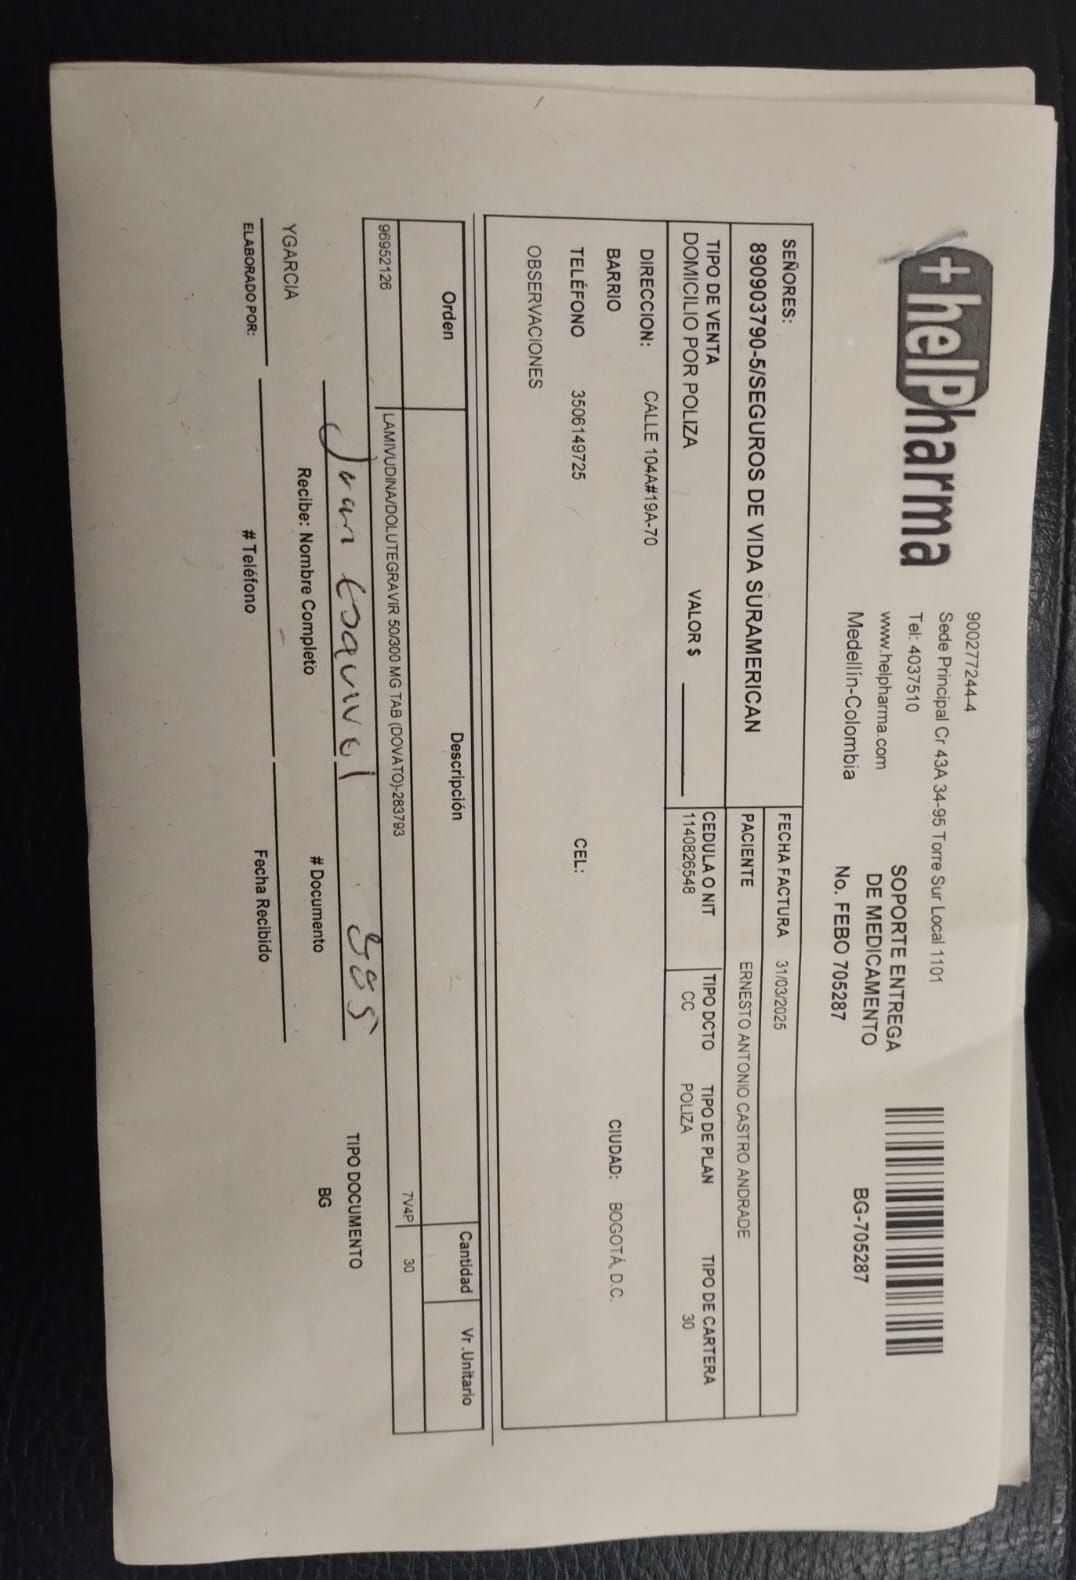 +helPharma
900277244-4
Sede Principal Cr 43A 34-95 Torre Sur Local 1101
Tel: 4037510
www.helpharma.com
Medellín-Colombia
SOPORTE ENTREGA
DE MEDICAMENTO
No. FEBO 705287
BG-705287
SEÑORES:
890903790-5/SEGUROS DE VIDA SURAMERICAN
FECHA FACTURA 31/03/2025
PACIENTE ERNESTO ANTONIO CASTRO ANDRADE
TIPO DE VENTA
DOMICILIO POR POLIZA
VALOR $
CEDULA O NIT TIPO DCTO TIPO DE PLAN TIPO DE CARTERA
1140826548 CC POLIZA 30
DIRECCION: CALLE 104A#19A-70
BARRIO CIUDAD: BOGOTÁ, D.C.
TELÉFONO 3506149725 CEL:
OBSERVACIONES
Orden Descripción Cantidad Vr .Unitario
96952126 LAMIVUDINA/DOLUTEGRAVIR 50/300 MG TAB (DOVATO)-283793 7V4P 30
Juan
TIPO DOCUMENTO
YGARCIA Recibe: Nombre Completo # Documento BG
ELABORADO POR: # Teléfono Fecha Recibido